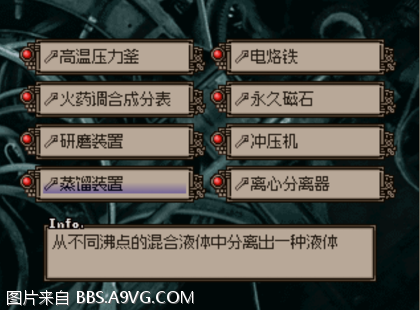 高温压力釜
电烙铁
火药调合成分表
永久磁石
研磨装置
冲压机
蒸馏装置
离心分离器
Info.
从不同沸点的混合液体中分离出一种液体
图片来自 BBS.A9VG.COM